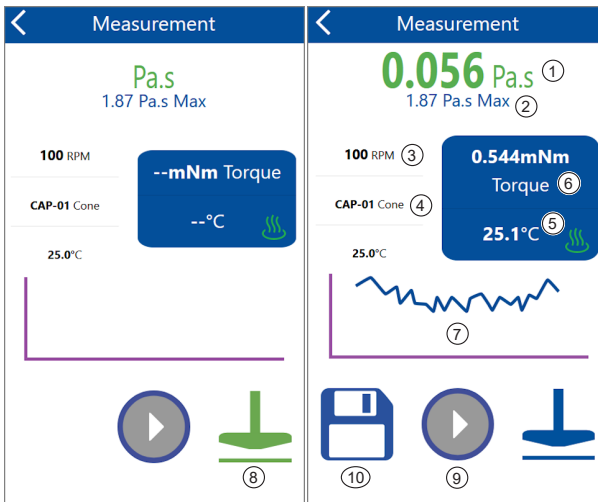 Measurement
Pa.s
1.87 Pa.s Max
100 RPM
--mNm Torque
CAP-01 Cone
--°C
25.0°C
8
Measurement
0.056 Pa.s 1
1.87 Pa.s Max 2
100 RPM 3
0.544mNm
Torque 6
CAP-01 Cone 4
25.1°C 5
25.0°C
7
10
9